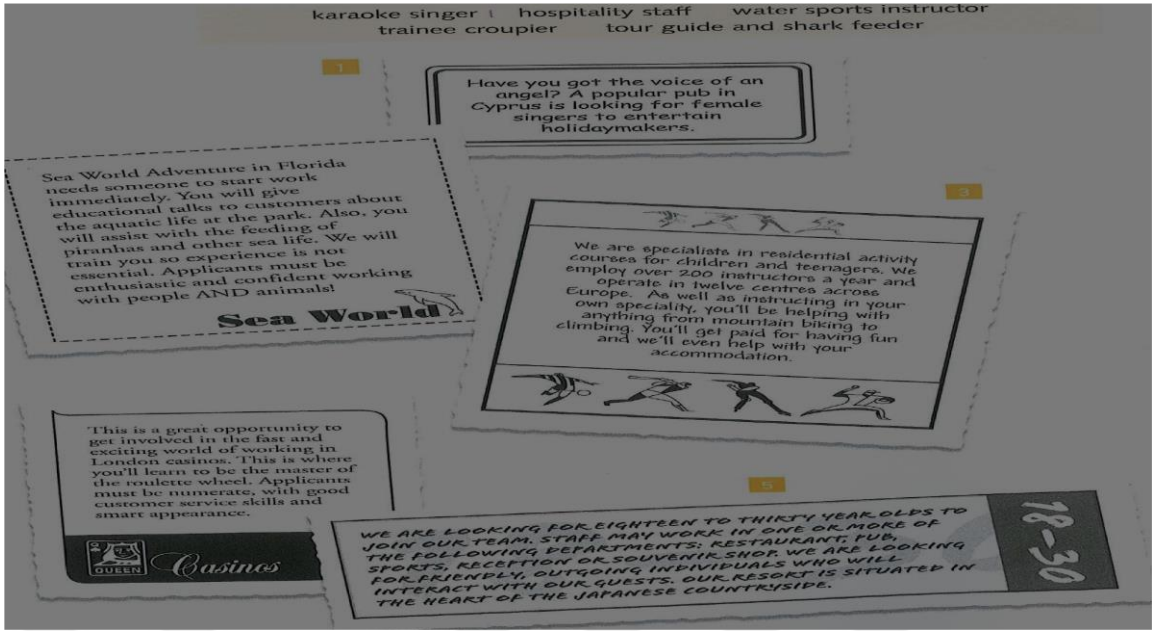 karaoke singer hospitality staff water sports instructor
trainee croupier tour guide and shark feeder
1
Have you got the voice of an
angel? A popular pub in
Cyprus is looking for female
singers to entertain
holidaymakers.
Sea World Adventure in Florida
needs someone to start work
immediately. You will give
educational talks to customers about
the aquatic life at the park. Also, you
will assist with the feeding of
piranhas and other sea life. We will
train you so experience is not
essential. Applicants must be
enthusiastic and confident working
with people AND animals!
Sea World
3
We are specialists in residential activity
courses for children and teenagers. We
employ over 200 instructors a year and
operate in twelve centres across
Europe. As well as instructing in your
own speciality, you'll be helping with
anything from mountain biking to
climbing. You'll get paid for having fun
and we'll even help with your
accommodation.
This is a great opportunity to
get involved in the fast and
exciting world of working in
London casinos. This is where
you'll learn to be the master of
the roulette wheel. Applicants
must be numerate, with good
customer service skills and
smart appearance.
QUEEN Casinos
5
WE ARE LOOKING FOR EIGHTEEN TO THIRTY YEAR OLDS TO
JOIN OUR TEAM. STAFF MAY WORK IN ONE OR MORE OF
THE FOLLOWING DEPARTMENTS: RESTAURANT, PUB,
SPORTS, RECEPTION OR SOUVENIR SHOP. WE ARE LOOKING
FOR FRIENDLY, OUTGOING INDIVIDUALS WHO WILL
INTERACT WITH OUR GUESTS. OUR RESORT IS SITUATED IN
THE HEART OF THE JAPANESE COUNTRYSIDE.
18-30